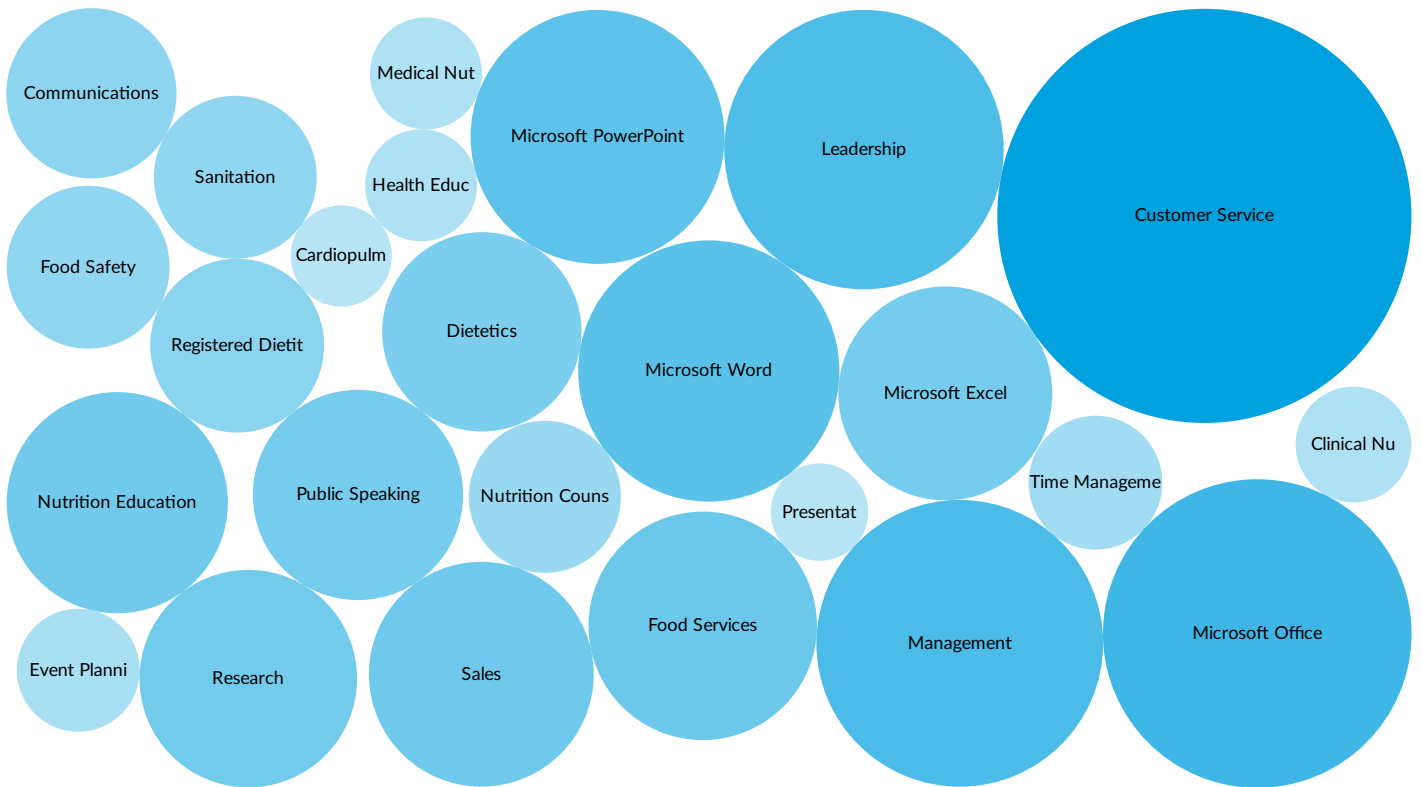 Medical Nut
Communications
Microsoft PowerPoint
Leadership
Sanitation
Health Educ
Customer Service
Cardiopulm
Food Safety
Dietetics
Registered Dietit
Microsoft Word
Microsoft Excel
Clinical Nu
Time Manageme
Public Speaking
Nutrition Couns
Nutrition Education
Presentat
Food Services
Microsoft Office
Management
Event Planni
Sales
Research